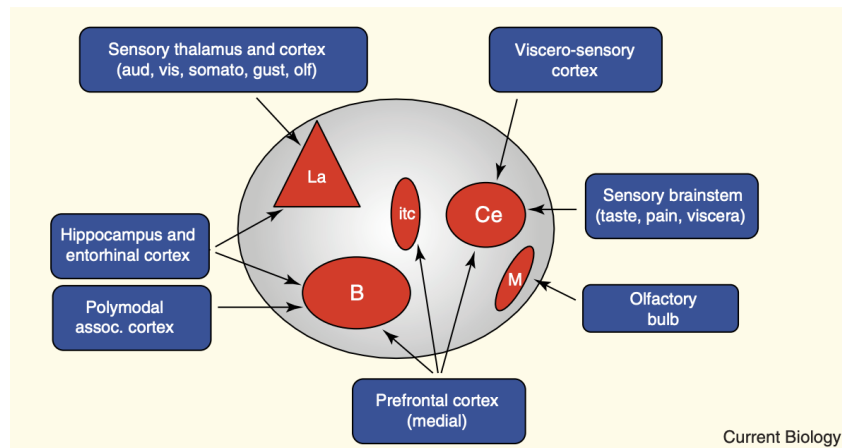 Sensory thalamus and cortex
(aud, vis, somato, gust, olf)
Viscero-sensory
cortex
La
itc
Ce
Sensory brainstem
(taste, pain, viscera)
Hippocampus and
entorhinal cortex
B
M
Polymodal
assoc. cortex
Olfactory
bulb
Prefrontal cortex
(medial)
Current Biology